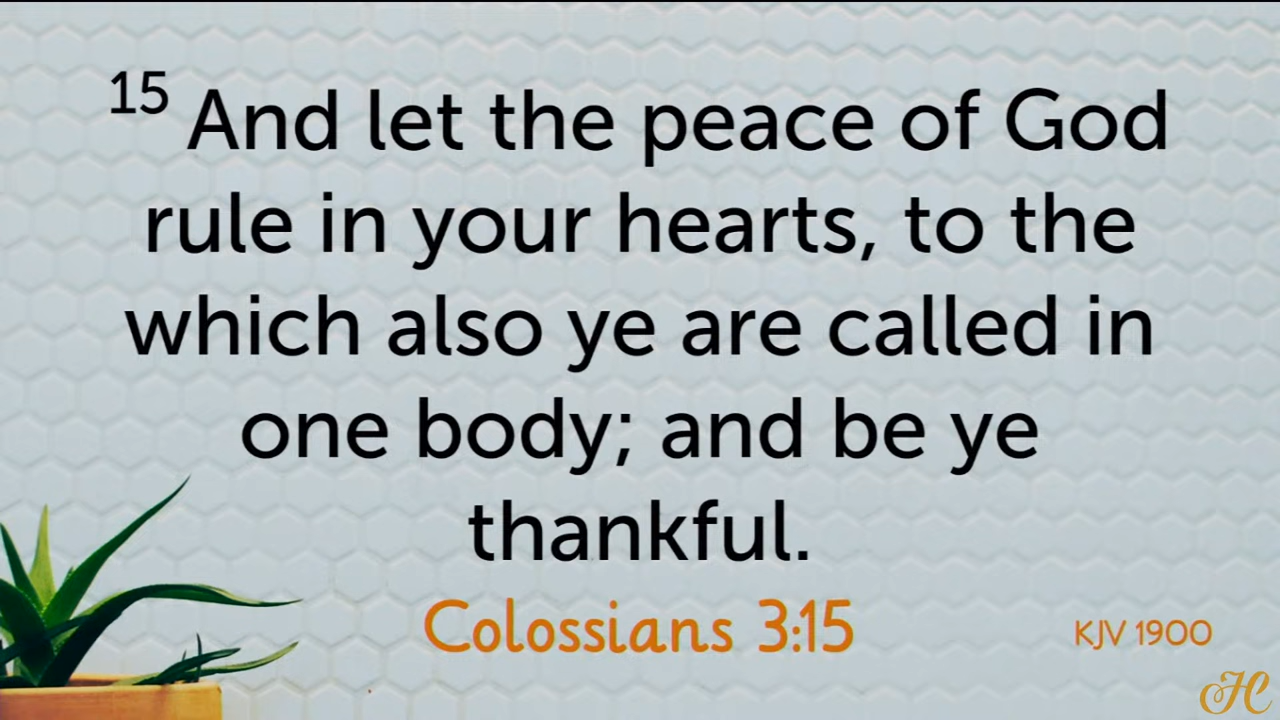 15 And let the peace of God
rule in your hearts, to the
which also ye are called in
one body; and be ye
thankful.
Colossians 3:15
KJV 1900
H